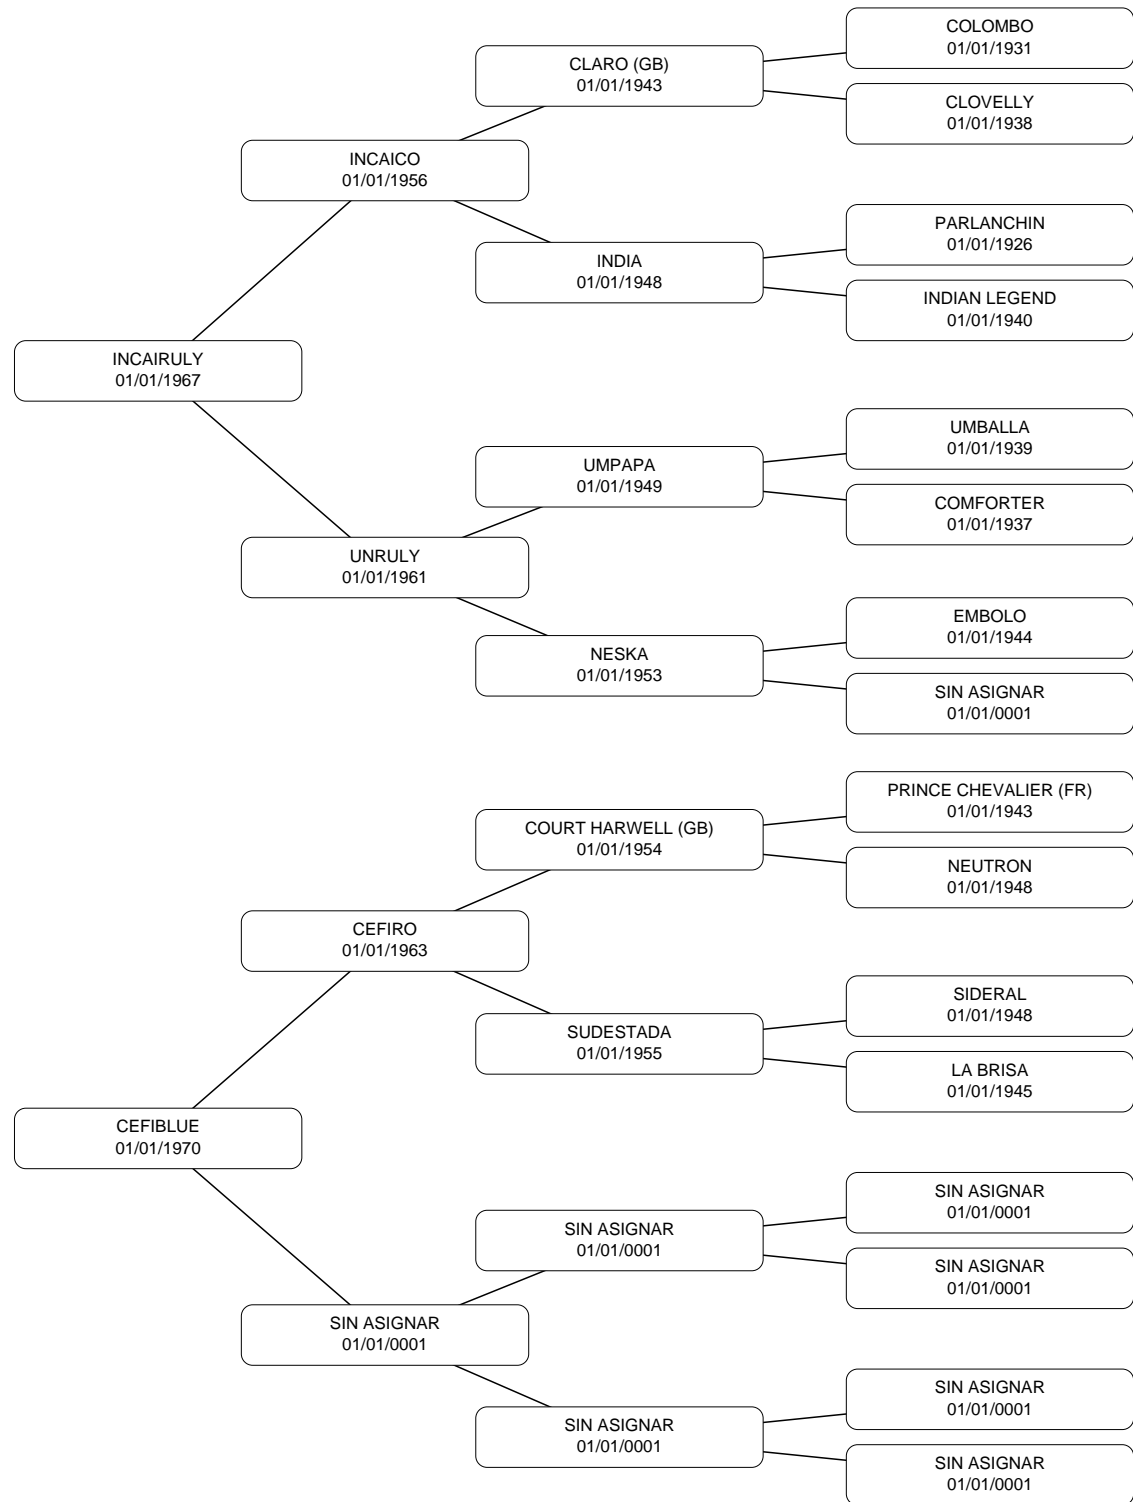 COLOMBO
01/01/1931
CLARO (GB)
01/01/1943
CLOVELLY
01/01/1938
INCAICO
01/01/1956
PARLANCHIN
01/01/1926
INDIA
01/01/1948
INDIAN LEGEND
01/01/1940
INCAIRULY
01/01/1967
UMBALLA
01/01/1939
UMPAPA
01/01/1949
COMFORTER
01/01/1937
UNRULY
01/01/1961
EMBOLO
01/01/1944
NESKA
01/01/1953
SIN ASIGNAR
01/01/0001
PRINCE CHEVALIER (FR)
01/01/1943
COURT HARWELL (GB)
01/01/1954
NEUTRON
01/01/1948
CEFIRO
01/01/1963
SIDERAL
01/01/1948
SUDESTADA
01/01/1955
LA BRISA
01/01/1945
CEFIBLUE
01/01/1970
SIN ASIGNAR
01/01/0001
SIN ASIGNAR
01/01/0001
SIN ASIGNAR
01/01/0001
SIN ASIGNAR
01/01/0001
SIN ASIGNAR
01/01/0001
SIN ASIGNAR
01/01/0001
SIN ASIGNAR
01/01/0001